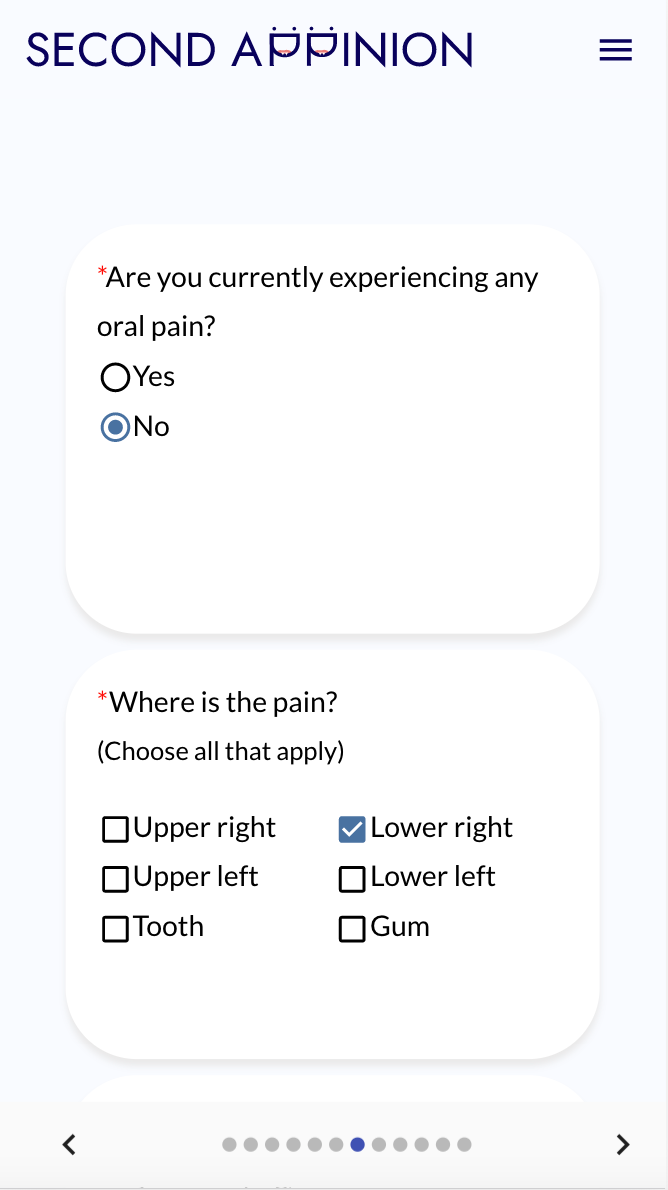 SECOND APPINION
*Are you currently experiencing any
oral pain?
Yes
No
*Where is the pain?
(Choose all that apply)
Upper right
Lower right
Upper left
Lower left
Tooth
Gum